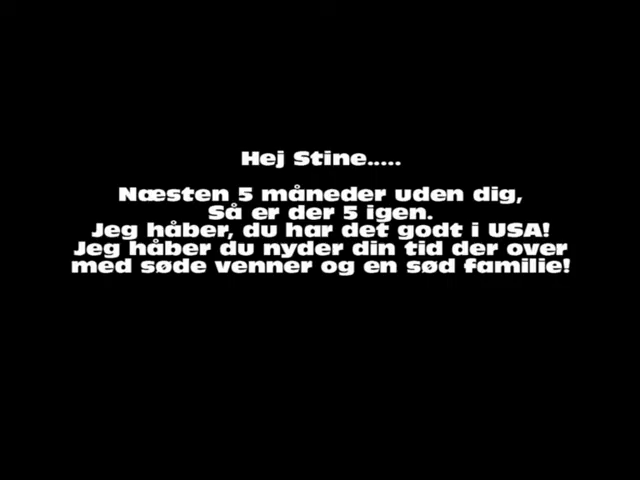 Hej Stine.....
Næsten 5 måneder uden dig,
Så er der 5 igen.
Jeg håber, du har det godt i USA!
Jeg håber du nyder din tid der over
med søde venner og en sød familie!